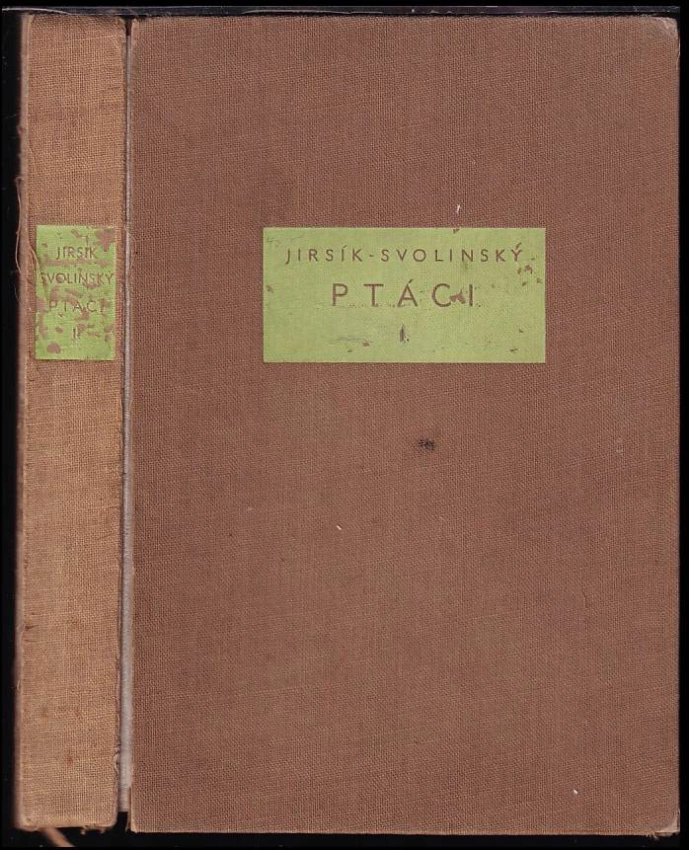 JIRSÍK
SVOLINSKÝ
PTÁCI
I.
JIRSÍK-SVOLINSKÝ
PTÁCI
I.